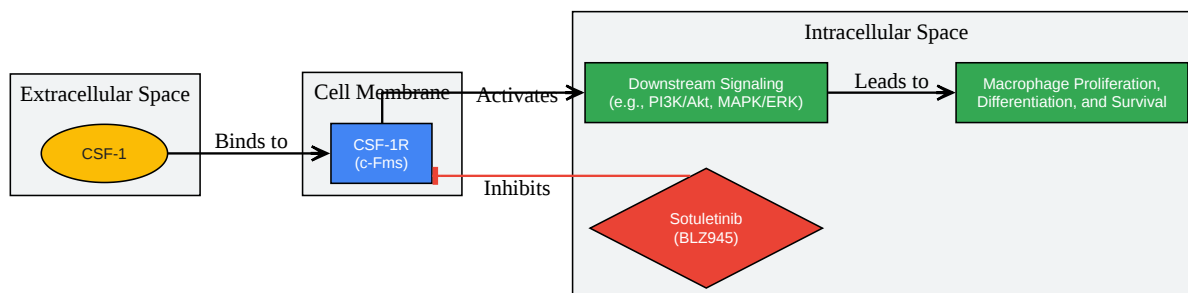 Intracellular Space
Extracellular Space
CSF-1
Binds to
Cell Membrane
CSF-1R
(c-Fms)
Activates
Downstream Signaling
(e.g., PI3K/Akt, MAPK/ERK)
Leads to
Macrophage Proliferation,
Differentiation, and Survival
Inhibits
Sotuletinib
(BLZ945)